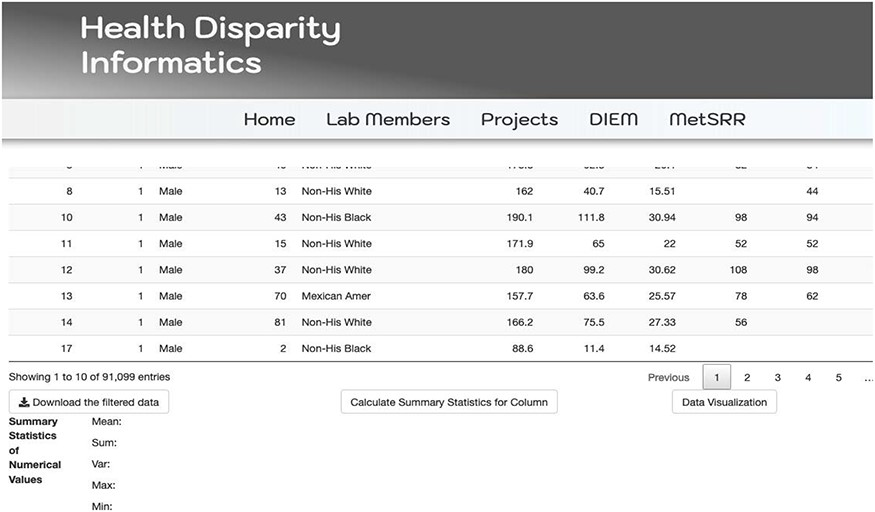 Health Disparity
Informatics
Home Lab Members Projects DIEM MetSRR
8 1 Male 13 Non-His White 162 40.7 15.51 44
10 1 Male 43 Non-His Black 190.1 111.8 30.94 98 94
11 1 Male 15 Non-His White 171.9 65 22 52 52
12 1 Male 37 Non-His White 180 99.2 30.62 108 98
13 1 Male 70 Mexican Amer 157.7 63.6 25.57 78 62
14 1 Male 81 Non-His White 166.2 75.5 27.33 56
17 1 Male 2 Non-His Black 88.6 11.4 14.52
Showing 1 to 10 of 91,099 entries Previous 1 2 3 4 5 ...
Download the filtered data Calculate Summary Statistics for Column Data Visualization
Summary
Statistics
of
Numerical
Values
Mean:
Sum:
Var:
Max:
Min: